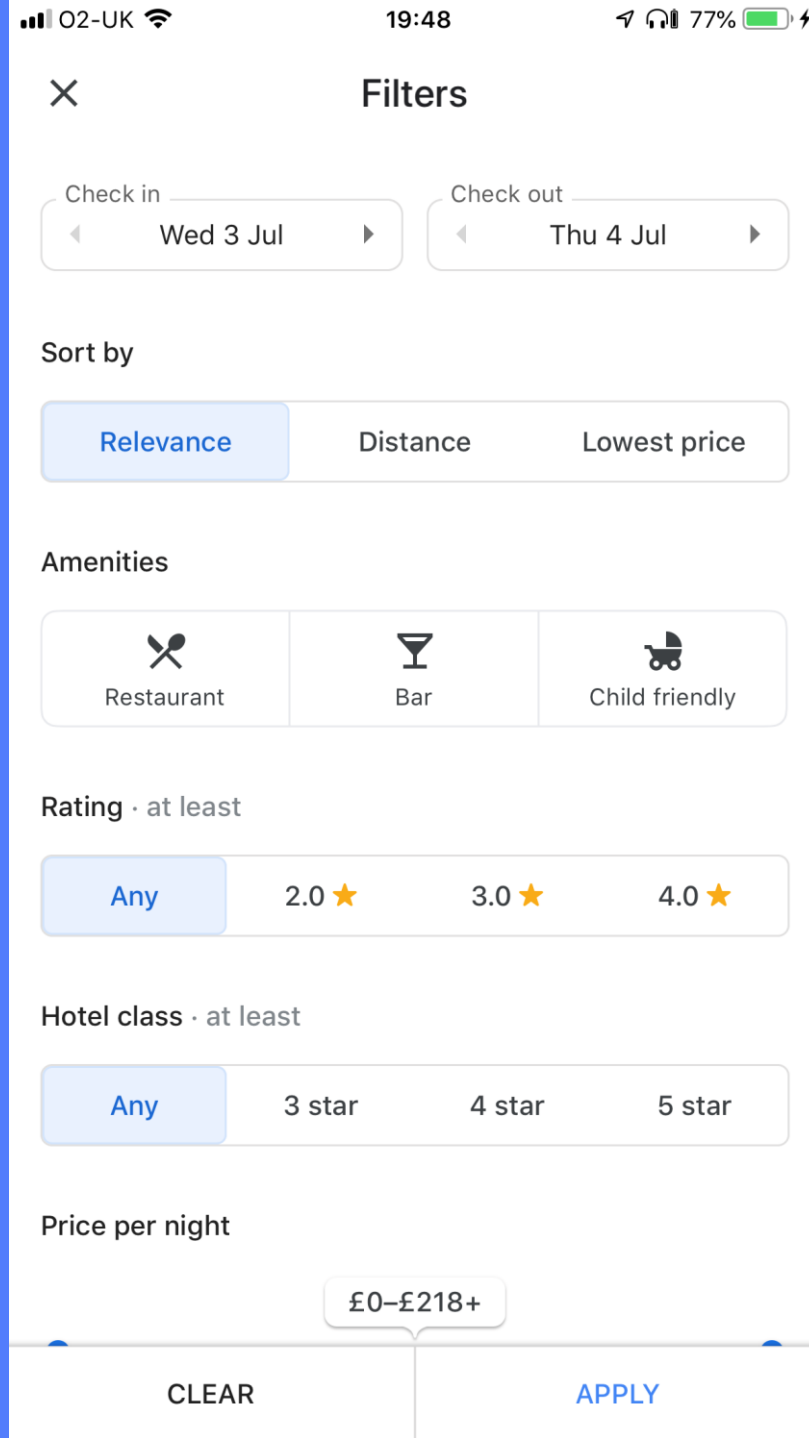 O2-UK 19:48 77%
Filters
Check in Check out
Wed 3 Jul Thu 4 Jul
Sort by
Relevance Distance Lowest price
Amenities
Restaurant Bar Child friendly
Rating · at least
Any 2.0 3.0 4.0
Hotel class · at least
Any 3 star 4 star 5 star
Price per night
£0–£218+
CLEAR APPLY